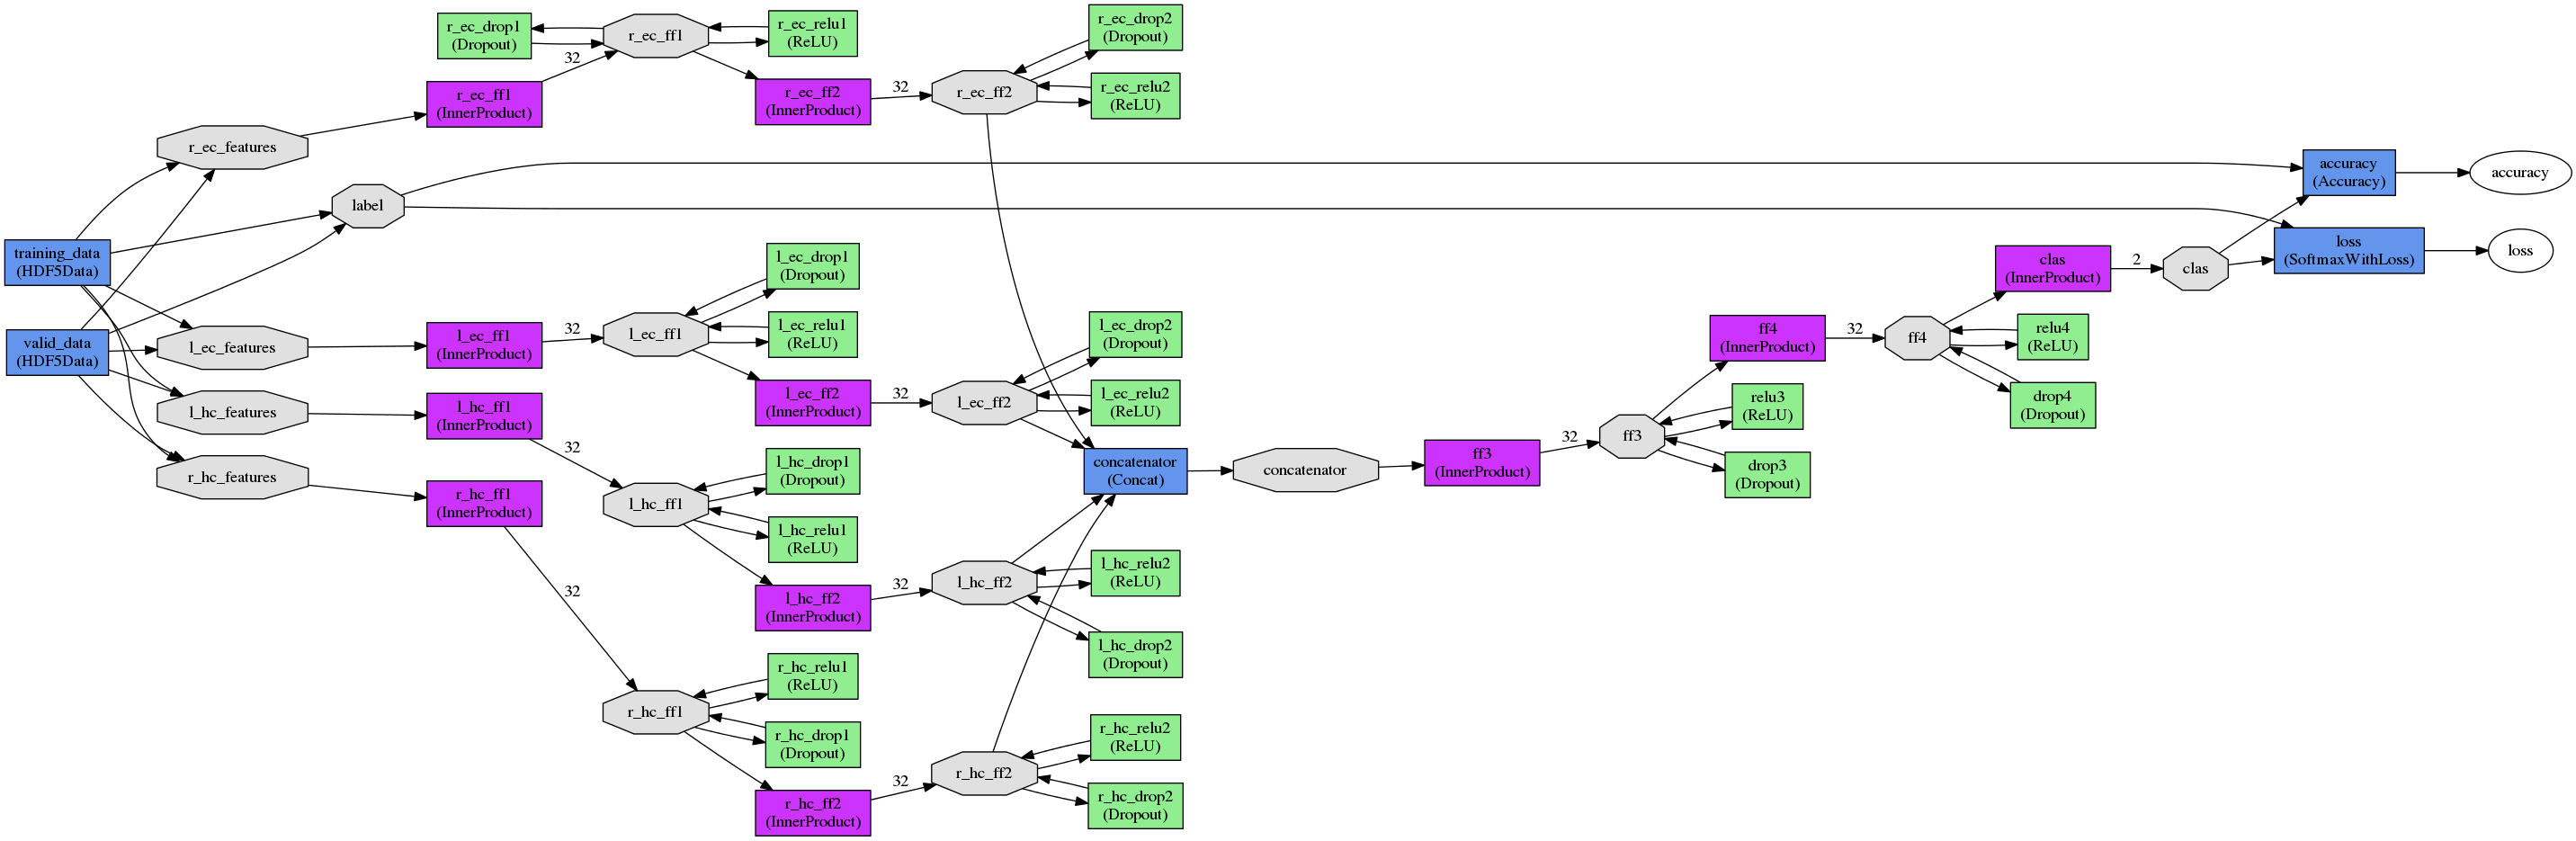 training_data
(HDF5Data)
valid_data
(HDF5Data)
r_ec_features
label
l_ec_features
l_hc_features
r_hc_features
r_ec_drop1
(Dropout)
r_ec_ff1
(InnerProduct)
32
r_ec_ff1
r_ec_relu1
(ReLU)
r_ec_ff2
(InnerProduct)
32
r_ec_ff2
r_ec_drop2
(Dropout)
r_ec_relu2
(ReLU)
l_ec_ff1
(InnerProduct)
32
l_ec_ff1
l_ec_drop1
(Dropout)
l_ec_relu1
(ReLU)
l_ec_ff2
(InnerProduct)
32
l_ec_ff2
l_ec_drop2
(Dropout)
l_ec_relu2
(ReLU)
l_hc_ff1
(InnerProduct)
32
l_hc_ff1
l_hc_drop1
(Dropout)
l_hc_relu1
(ReLU)
l_hc_ff2
(InnerProduct)
32
l_hc_ff2
l_hc_relu2
(ReLU)
l_hc_drop2
(Dropout)
r_hc_ff1
(InnerProduct)
32
r_hc_ff1
r_hc_relu1
(ReLU)
r_hc_drop1
(Dropout)
r_hc_ff2
(InnerProduct)
32
r_hc_ff2
r_hc_relu2
(ReLU)
r_hc_drop2
(Dropout)
concatenator
(Concat)
concatenator
ff3
(InnerProduct)
32
ff3
relu3
(ReLU)
drop3
(Dropout)
ff4
(InnerProduct)
32
ff4
relu4
(ReLU)
drop4
(Dropout)
clas
(InnerProduct)
2
clas
accuracy
(Accuracy)
accuracy
loss
(SoftmaxWithLoss)
loss